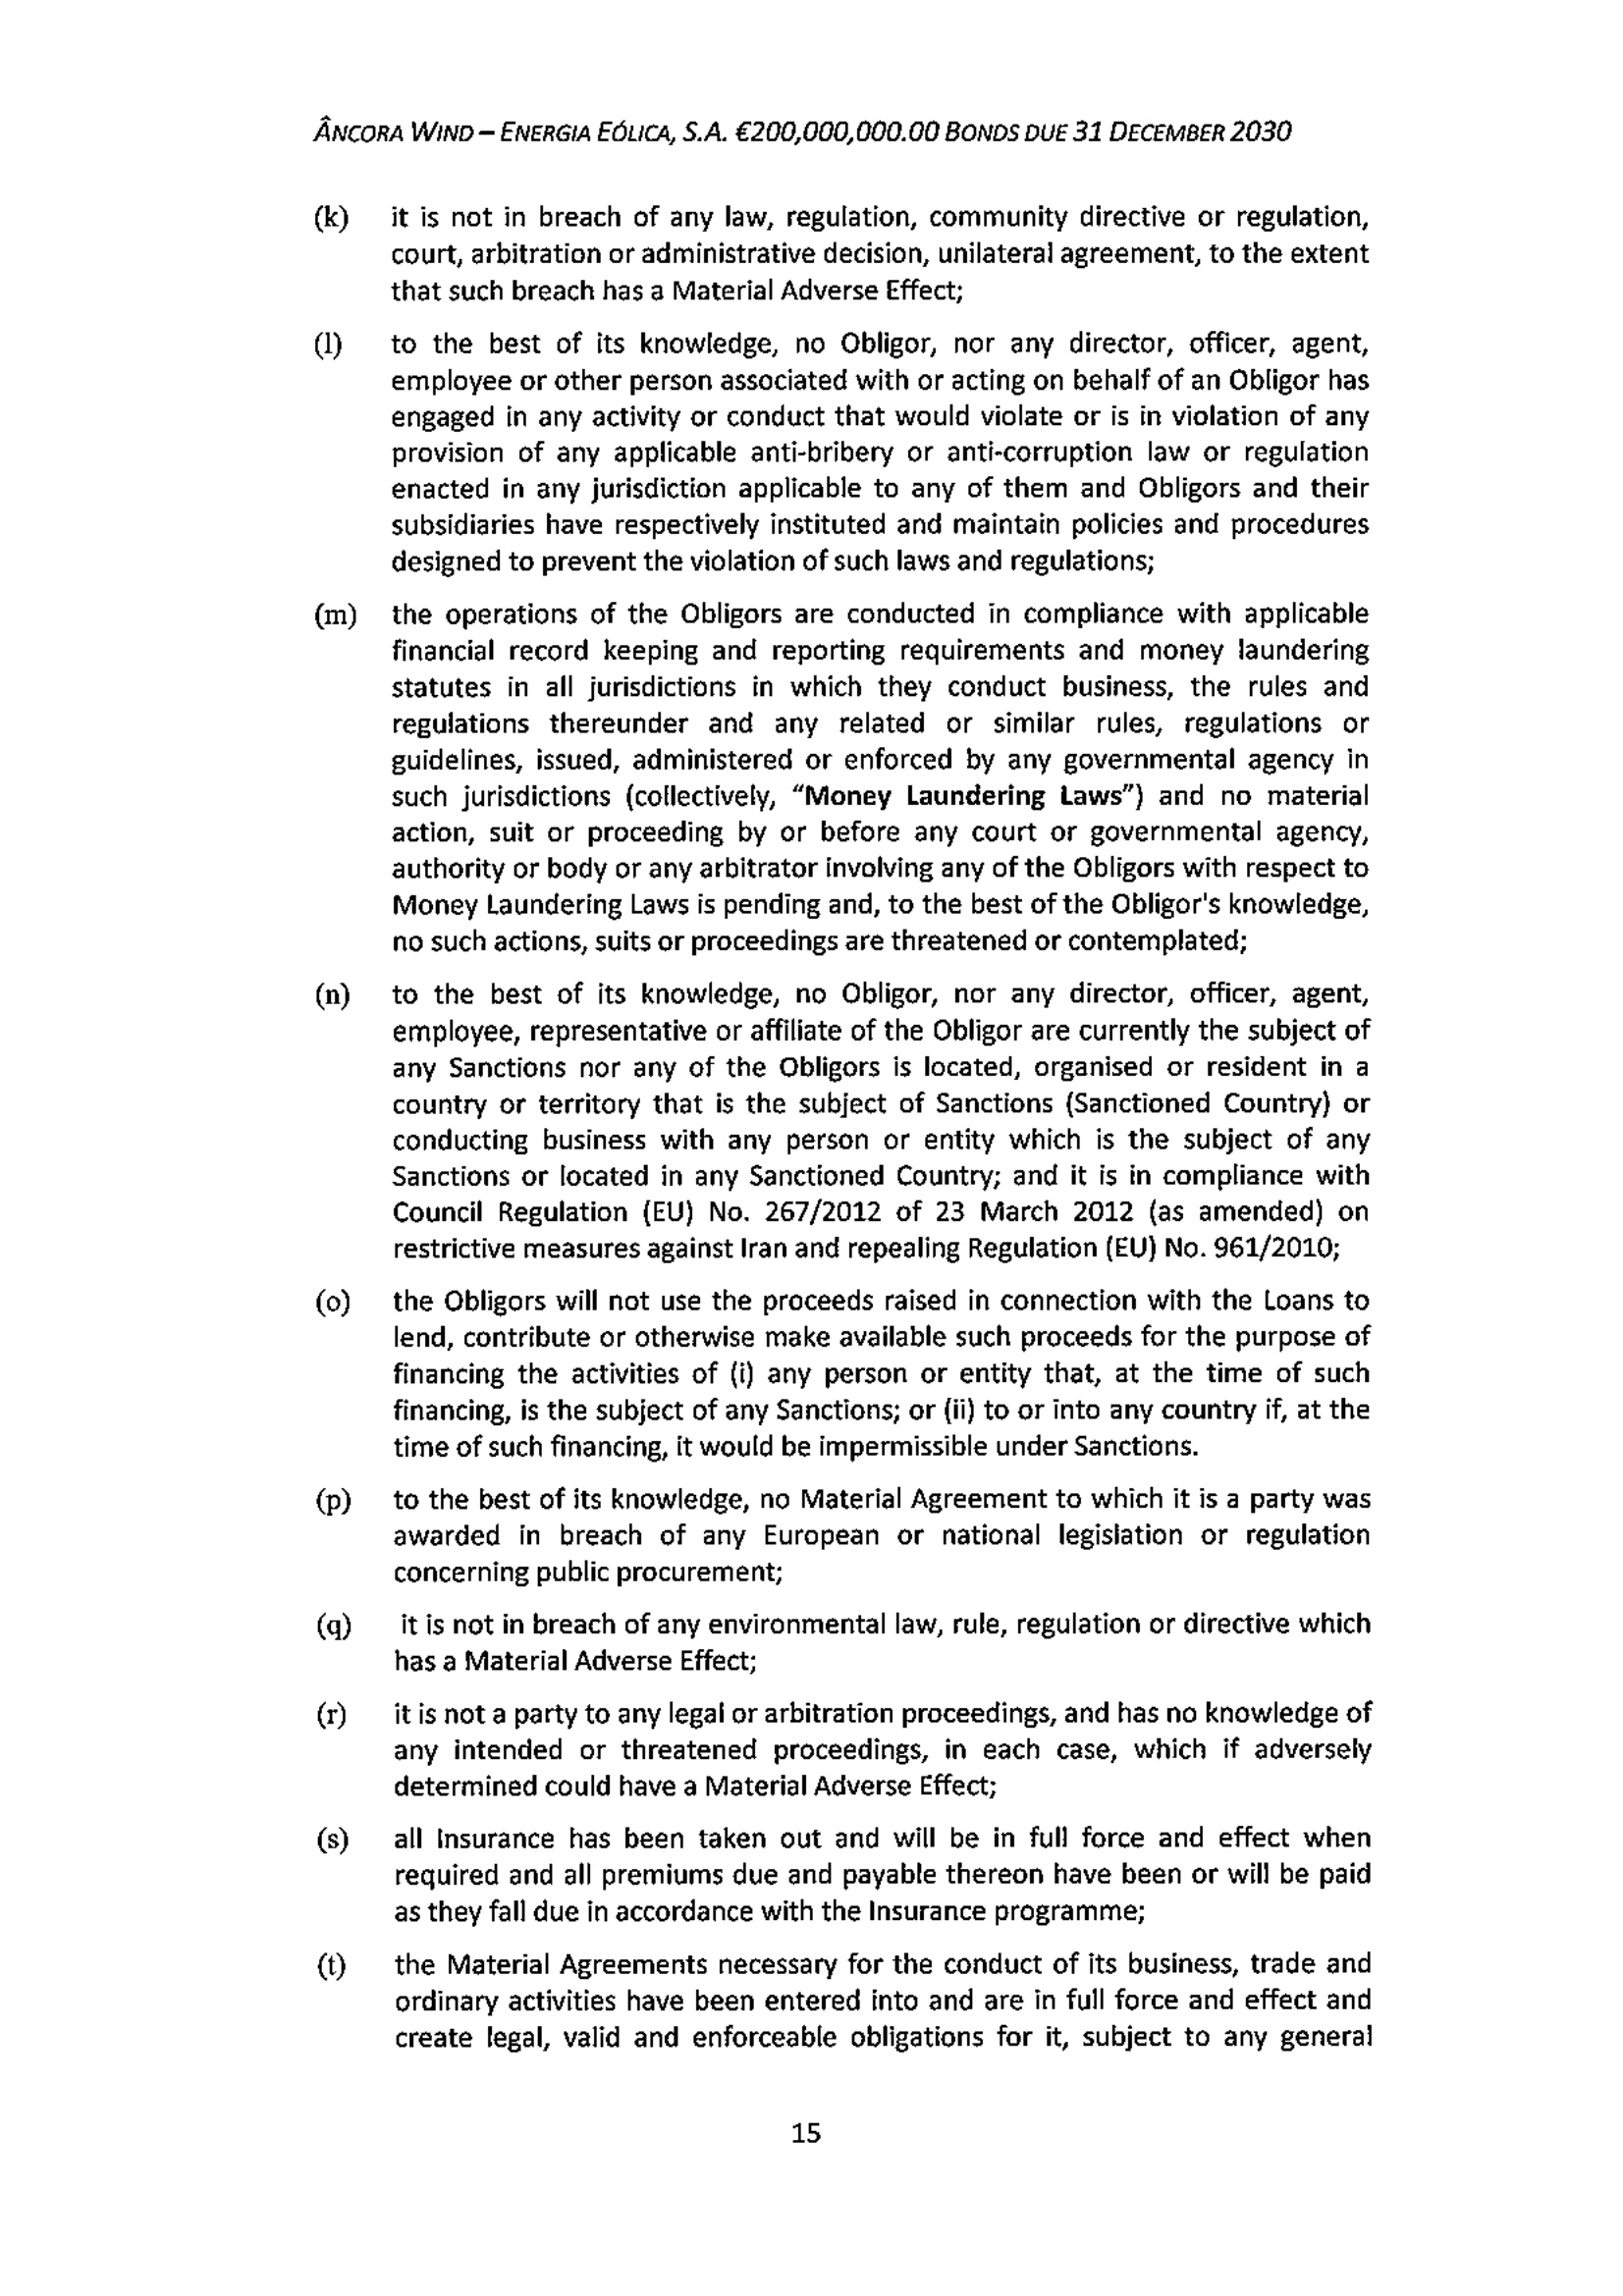 ÂNCORA WIND – ENERGIA EÓLICA, S.A. €200,000,000.00 BONDS DUE 31 DECEMBER 2030
(k) it is not in breach of any law, regulation, community directive or regulation,
court, arbitration or administrative decision, unilateral agreement, to the extent
that such breach has a Material Adverse Effect;
(l) to the best of its knowledge, no Obligor, nor any director, officer, agent,
employee or other person associated with or acting on behalf of an Obligor has
engaged in any activity or conduct that would violate or is in violation of any
provision of any applicable anti-bribery or anti-corruption law or regulation
enacted in any jurisdiction applicable to any of them and Obligors and their
subsidiaries have respectively instituted and maintain policies and procedures
designed to prevent the violation of such laws and regulations;
(m) the operations of the Obligors are conducted in compliance with applicable
financial record keeping and reporting requirements and money laundering
statutes in all jurisdictions in which they conduct business, the rules and
regulations thereunder and any related or similar rules, regulations or
guidelines, issued, administered or enforced by any governmental agency in
such jurisdictions (collectively, “Money Laundering Laws”) and no material
action, suit or proceeding by or before any court or governmental agency,
authority or body or any arbitrator involving any of the Obligors with respect to
Money Laundering Laws is pending and, to the best of the Obligor's knowledge,
no such actions, suits or proceedings are threatened or contemplated;
(n) to the best of its knowledge, no Obligor, nor any director, officer, agent,
employee, representative or affiliate of the Obligor are currently the subject of
any Sanctions nor any of the Obligors is located, organised or resident in a
country or territory that is the subject of Sanctions (Sanctioned Country) or
conducting business with any person or entity which is the subject of any
Sanctions or located in any Sanctioned Country; and it is in compliance with
Council Regulation (EU) No. 267/2012 of 23 March 2012 (as amended) on
restrictive measures against Iran and repealing Regulation (EU) No. 961/2010;
(o) the Obligors will not use the proceeds raised in connection with the Loans to
lend, contribute or otherwise make available such proceeds for the purpose of
financing the activities of (i) any person or entity that, at the time of such
financing, is the subject of any Sanctions; or (ii) to or into any country if, at the
time of such financing, it would be impermissible under Sanctions.
(p) to the best of its knowledge, no Material Agreement to which it is a party was
awarded in breach of any European or national legislation or regulation
concerning public procurement;
(q) it is not in breach of any environmental law, rule, regulation or directive which
has a Material Adverse Effect;
(r) it is not a party to any legal or arbitration proceedings, and has no knowledge of
any intended or threatened proceedings, in each case, which if adversely
determined could have a Material Adverse Effect;
(s) all Insurance has been taken out and will be in full force and effect when
required and all premiums due and payable thereon have been or will be paid
as they fall due in accordance with the Insurance programme;
(t) the Material Agreements necessary for the conduct of its business, trade and
ordinary activities have been entered into and are in full force and effect and
create legal, valid and enforceable obligations for it, subject to any general
15